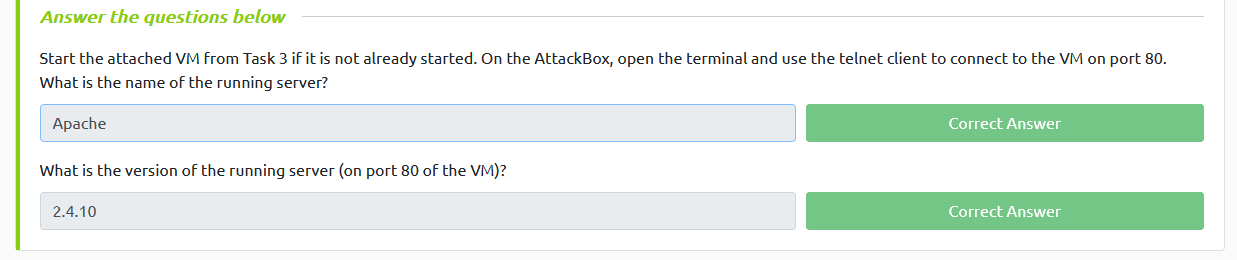 Answer the questions below
Start the attached VM from Task 3 if it is not already started. On the AttackBox, open the terminal and use the telnet client to connect to the VM on port 80.
What is the name of the running server?
Apache
Correct Answer
What is the version of the running server (on port 80 of the VM)?
2.4.10
Correct Answer